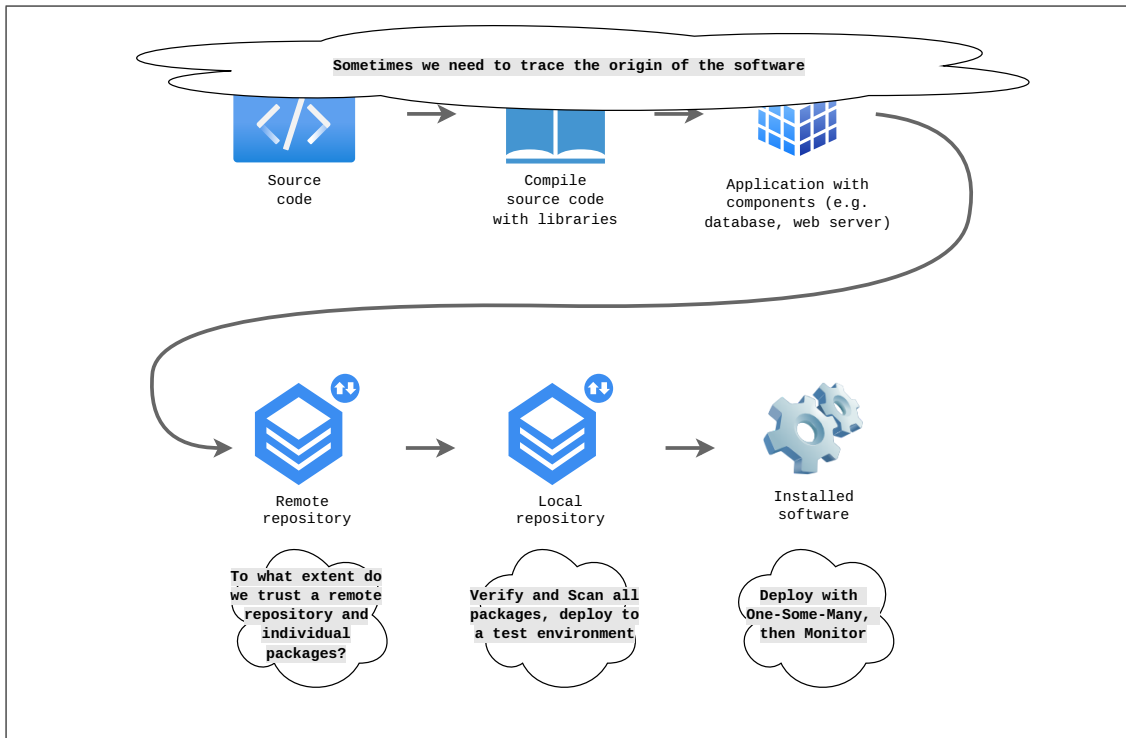 Sometimes we need to trace the origin of the software
Source
code
Compile
source code
with libraries
Application with
components (e.g.
database, web server)
Remote
repository
Local
repository
Installed
software
To what extent do
we trust a remote
repository and
individual
packages?
Verify and Scan all
packages, deploy to
a test environment
Deploy with
One-Some-Many,
then Monitor